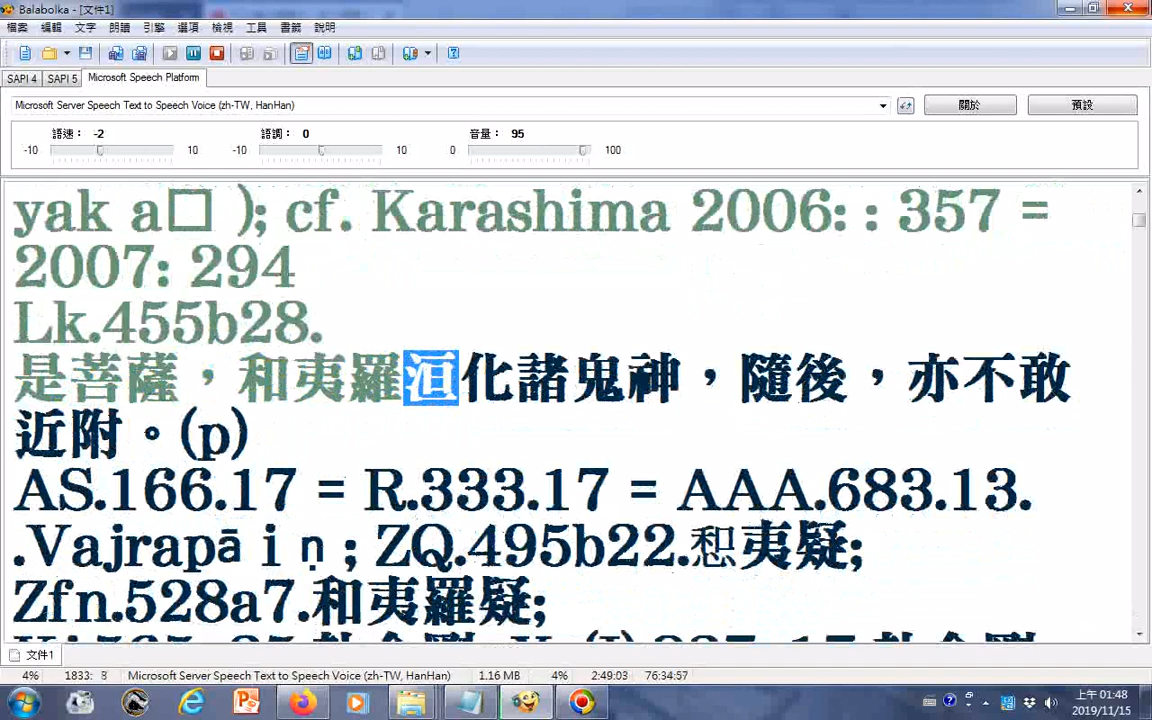 Balabolka - [文件1]
檔案 編輯 文字 朗讀 引擎 選項 檢視 工具 書籤 說明
SAPI 4 SAPI 5 Microsoft Speech Platform
Microsoft Server Speech Text to Speech Voice (zh-TW, HanHan) 關於 預設
語速： -2 語調： 0 音量： 95
-10 10 -10 10 0 100
yak a□ ); cf. Karashima 2006: : 357 =
2007: 294
Lk.455b28.
是菩薩，和夷羅洹化諸鬼神，隨後，亦不敢
近附。(p)
AS.166.17 = R.333.17 = AAA.683.13.
.Vajrapā i ṇ ; ZQ.495b22.惒夷疑;
Zfn.528a7.和夷羅疑;
文件1
4% 1833: 8 Microsoft Server Speech Text to Speech Voice (zh-TW, HanHan) 1.16 MB 4% 2:49:03 76:34:57
上午 01:48
2019/11/15